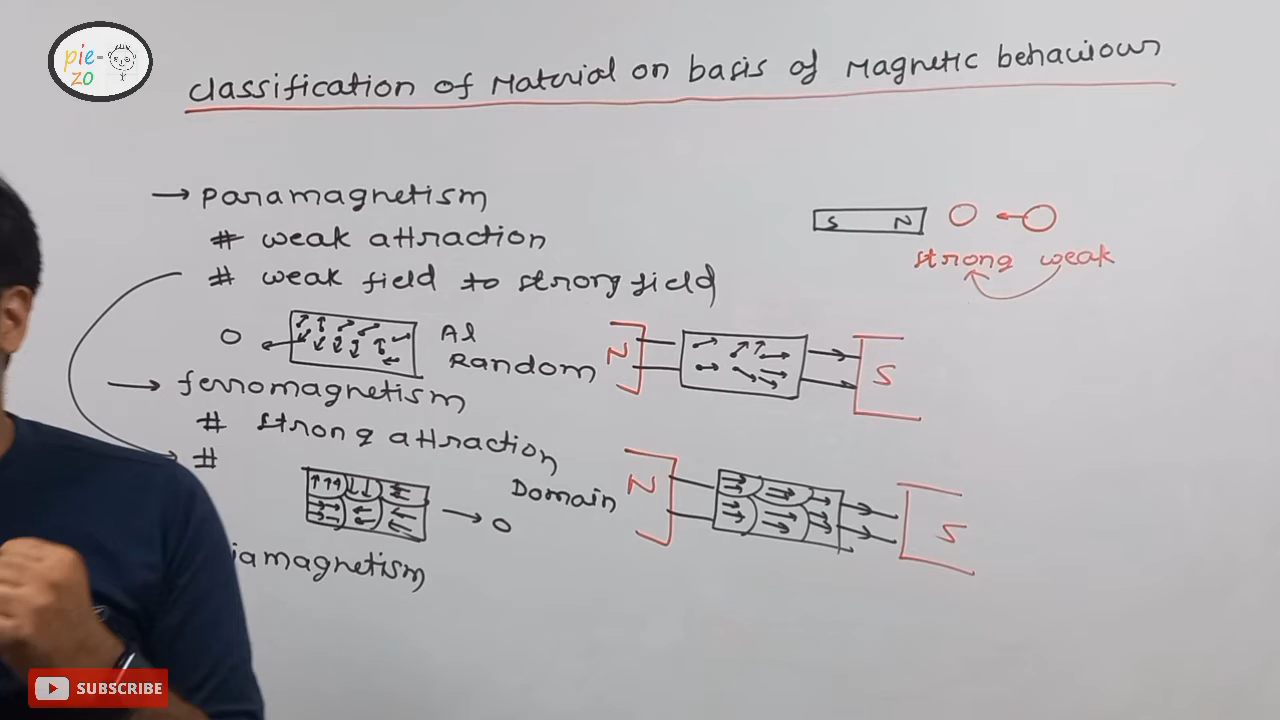 pie-
zo
classification of Material on basis of Magnetic behaviour
→ paramagnetism
# weak attraction
# weak field to strong field
S N
strong weak
O
Al
Random
N
S
→ ferromagnetism
# strong attraction
#
Domain
→ O
N
S
iamagnetism
SUBSCRIBE